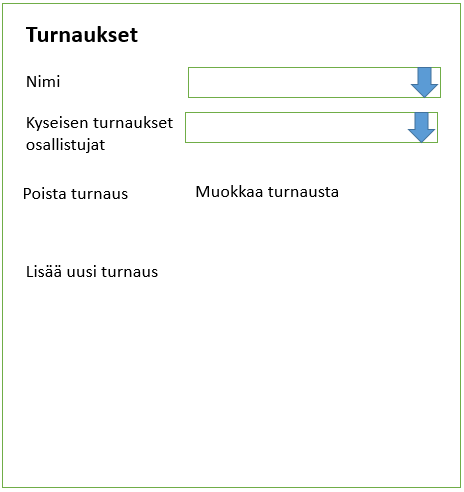 Turnaukset
Nimi
Kyseisen turnaukset
osallistujat
Poista turnaus
Muokkaa turnausta
Lisää uusi turnaus